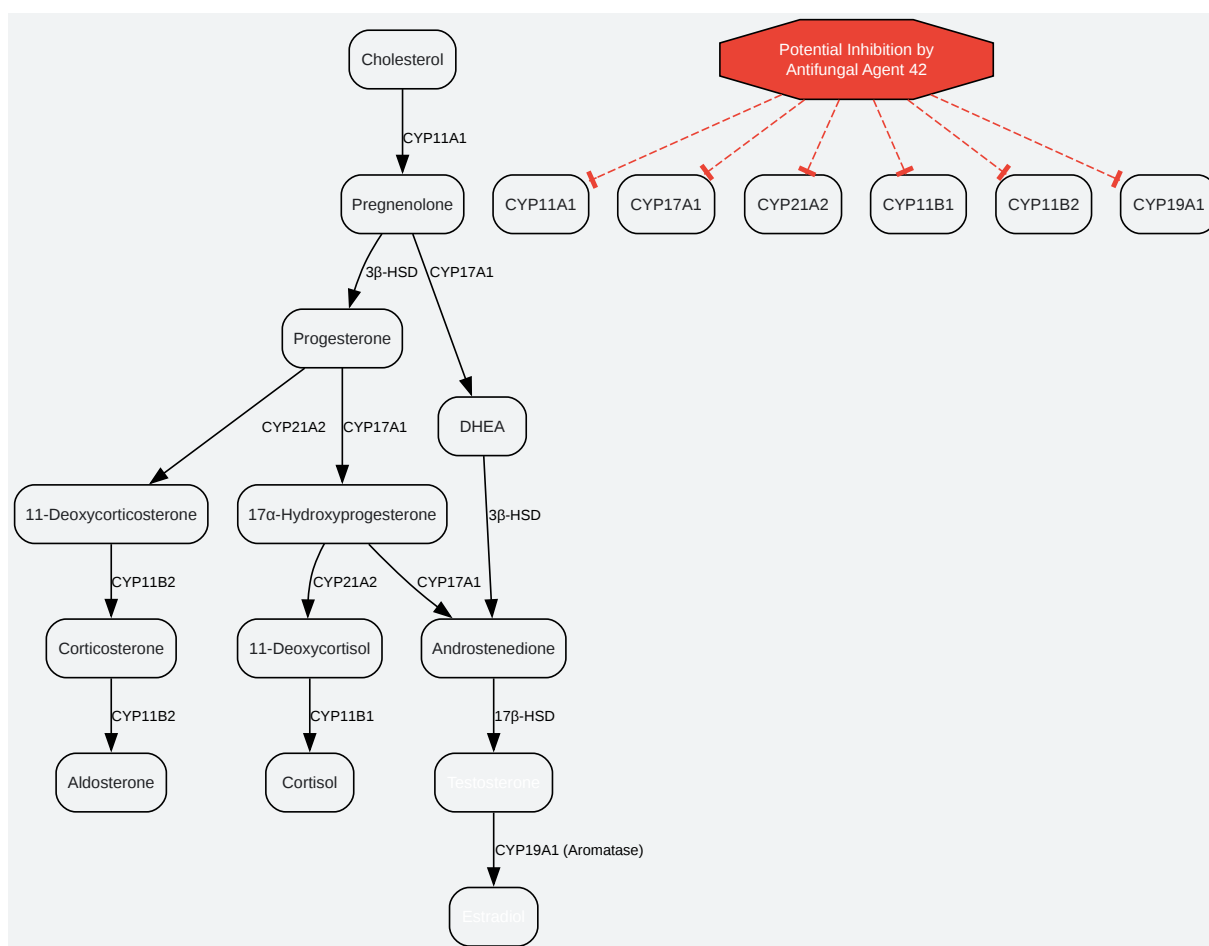 Potential Inhibition by
Antifungal Agent 42
Cholesterol
CYP11A1
Pregnenolone
CYP11A1
CYP17A1
CYP21A2
CYP11B1
CYP11B2
CYP19A1
3β-HSD
CYP17A1
Progesterone
DHEA
CYP21A2
CYP17A1
11-Deoxycorticosterone
17α-Hydroxyprogesterone
3β-HSD
CYP11B2
CYP21A2
CYP17A1
Corticosterone
11-Deoxycortisol
Androstenedione
CYP11B2
CYP11B1
17β-HSD
Aldosterone
Cortisol
Testosterone
CYP19A1 (Aromatase)
Estradiol